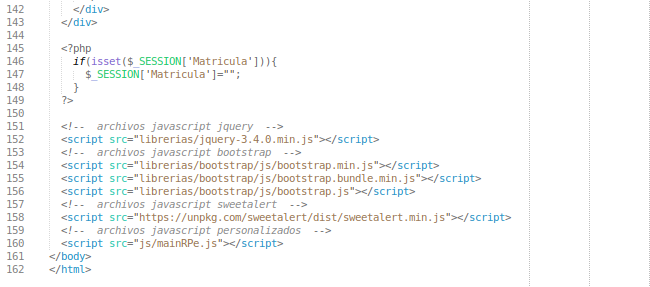 142 </div>
143 </div>
144
145 <?php
146 if(isset($_SESSION['Matricula'])){
147 $_SESSION['Matricula']="";
148 }
149 ?>
150
151 <!-- archivos javascript jquery -->
152 <script src="librerias/jquery-3.4.0.min.js"></script>
153 <!-- archivos javascript bootstrap -->
154 <script src="librerias/bootstrap/js/bootstrap.min.js"></script>
155 <script src="librerias/bootstrap/js/bootstrap.bundle.min.js"></script>
156 <script src="librerias/bootstrap/js/bootstrap.js"></script>
157 <!-- archivos javascript sweetalert -->
158 <script src="https://unpkg.com/sweetalert/dist/sweetalert.min.js"></script>
159 <!-- archivos javascript personalizados -->
160 <script src="js/mainRPe.js"></script>
161 </body>
162 </html>